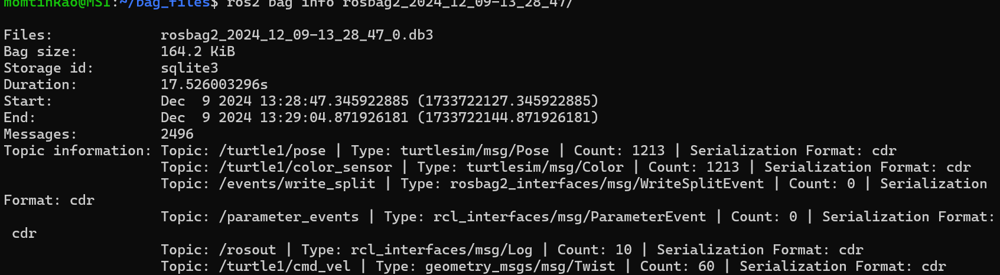 momtinkao@MSI:~/bag_files$ ros2 bag info rosbag2_2024_12_09-13_28_47/
Files:             rosbag2_2024_12_09-13_28_47_0.db3
Bag size:          164.2 KiB
Storage id:        sqlite3
Duration:          17.526003296s
Start:             Dec  9 2024 13:28:47.345922885 (1733722127.345922885)
End:               Dec  9 2024 13:29:04.871926181 (1733722144.871926181)
Messages:          2496
Topic information: Topic: /turtle1/pose | Type: turtlesim/msg/Pose | Count: 1213 | Serialization Format: cdr
                   Topic: /turtle1/color_sensor | Type: turtlesim/msg/Color | Count: 1213 | Serialization Format: cdr
                   Topic: /events/write_split | Type: rosbag2_interfaces/msg/WriteSplitEvent | Count: 0 | Serialization
Format: cdr
                   Topic: /parameter_events | Type: rcl_interfaces/msg/ParameterEvent | Count: 0 | Serialization Format:
 cdr
                   Topic: /rosout | Type: rcl_interfaces/msg/Log | Count: 10 | Serialization Format: cdr
                   Topic: /turtle1/cmd_vel | Type: geometry_msgs/msg/Twist | Count: 60 | Serialization Format: cdr